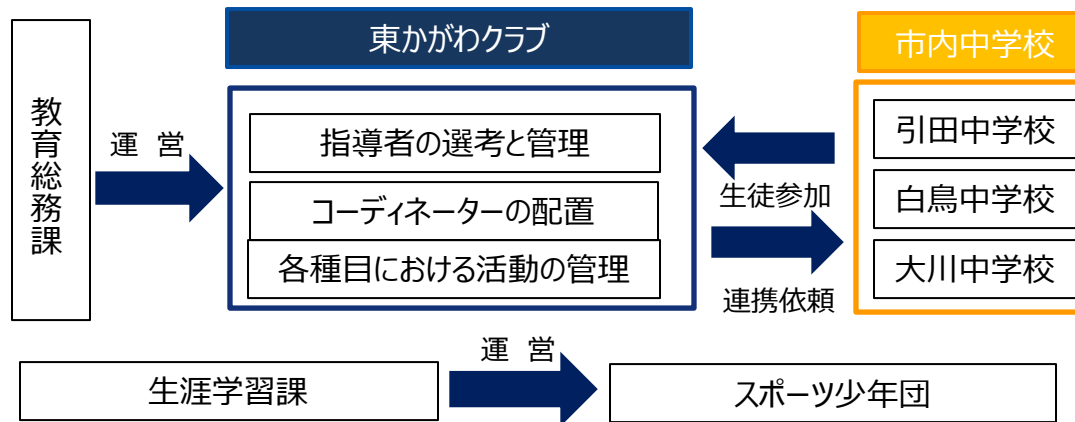 東かがわクラブ
市内中学校
教育総務課
運 営
指導者の選考と管理
コーディネーターの配置
各種目における活動の管理
生徒参加
連携依頼
引田中学校
白鳥中学校
大川中学校
生涯学習課
運 営
スポーツ少年団